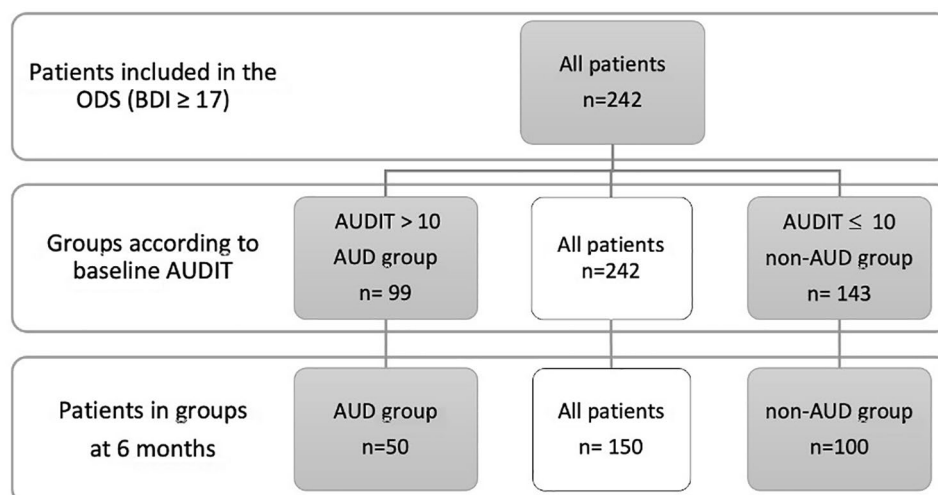 Patients included in the
ODS (BDI ≥ 17)
All patients
n=242
Groups according to
baseline AUDIT
AUDIT > 10
AUD group
n= 99
All patients
n=242
AUDIT ≤ 10
non-AUD group
n= 143
Patients in groups
at 6 months
AUD group
n=50
All patients
n= 150
non-AUD group
n=100